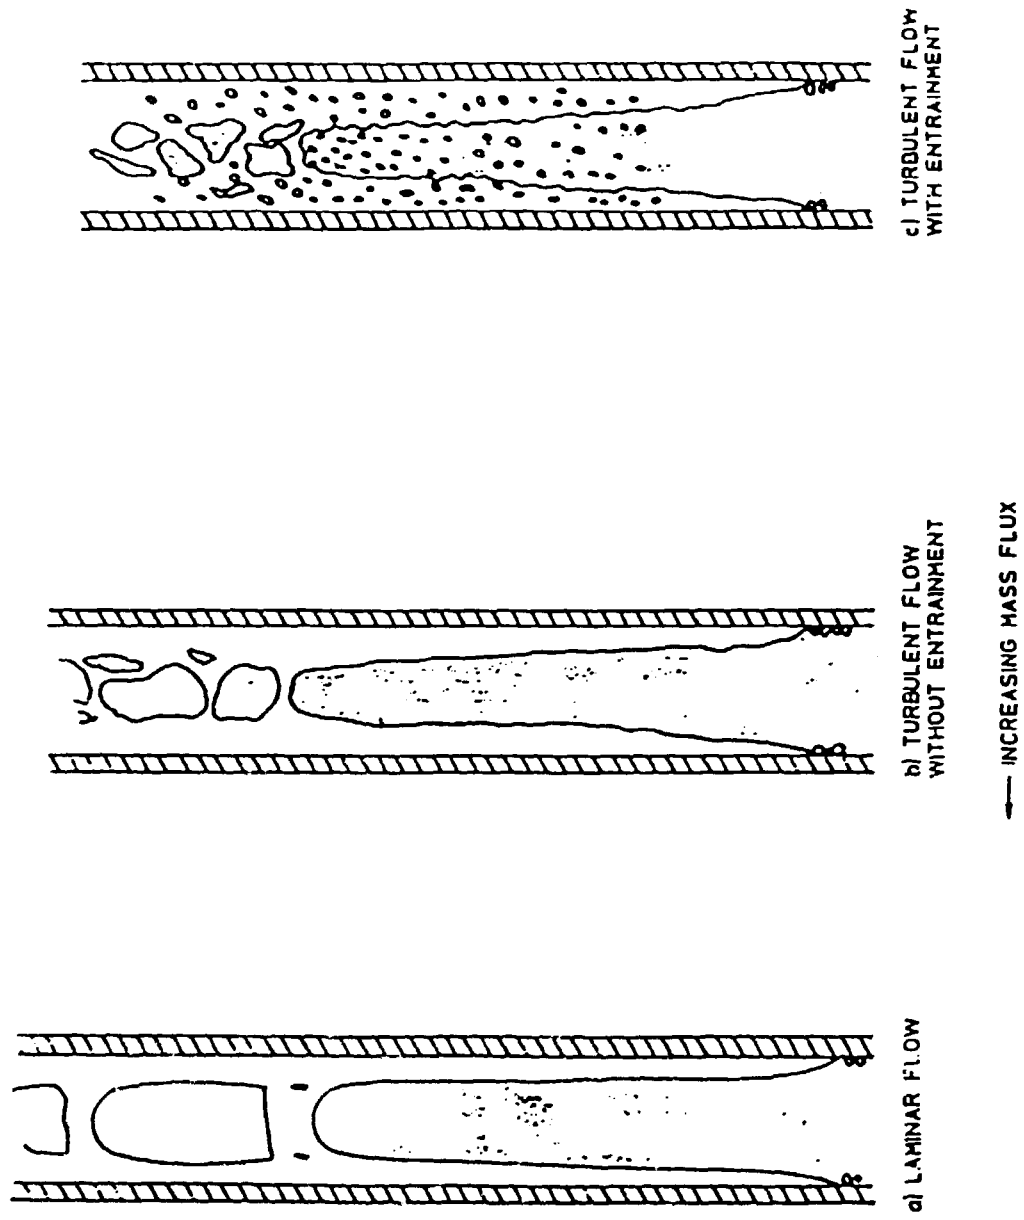 a) LAMINAR FLOW
b) TURBULENT FLOW
WITHOUT ENTRAINMENT
c) TURBULENT FLOW
WITH ENTRAINMENT
← INCREASING MASS FLUX